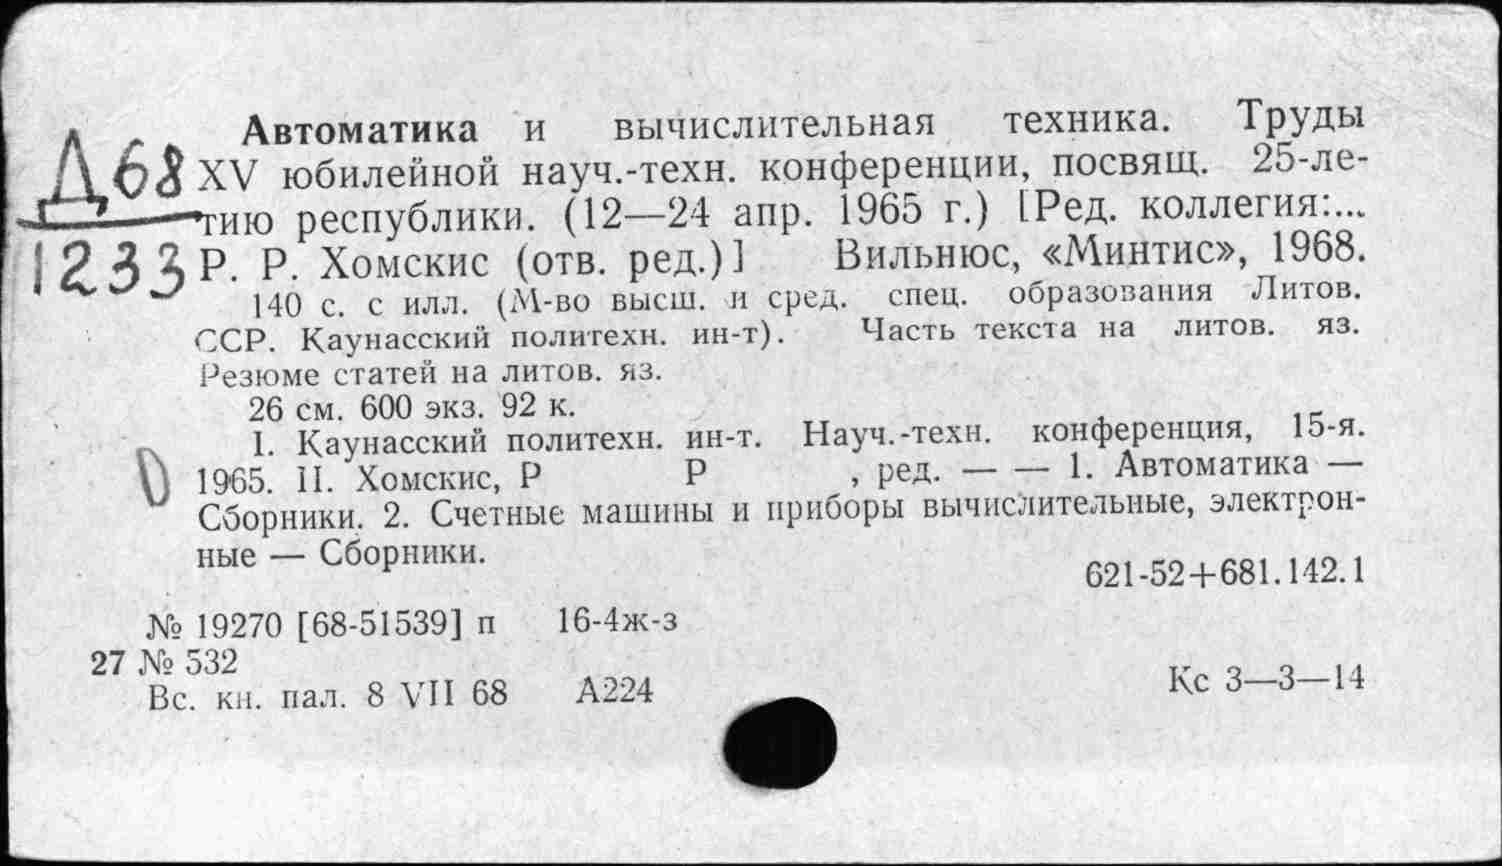 Автоматика и вычислительная техника. Труды
Д68 XV юбилейной науч.-техн. конференции, посвящ. 25-ле-
тию республики. (12—24 апр. 1965 г.) [Ред. коллегия:...
1233 Р. Р. Хомскис (отв. ред.)] Вильнюс, «Минтис», 1968.
140 с. с илл. (М-во высш. и сред. спец. образования Литов.
ССР. Каунасский политехн. ин-т). Часть текста на литов. яз.
Резюме статей на литов. яз.
26 см. 600 экз. 92 к.
I. Каунасский политехн. ин-т. Науч.-техн. конференция, 15-я.
1965. II. Хомскис, Р Р , ред. — — 1. Автоматика —
Сборники. 2. Счетные машины и приборы вычислительные, электрон-
ные — Сборники.
621-52+681.142.1
№ 19270 [68-51539] п 16-4ж-з
27 № 532
Вс. кн. пал. 8 VII 68 А224
Кс 3—3—14